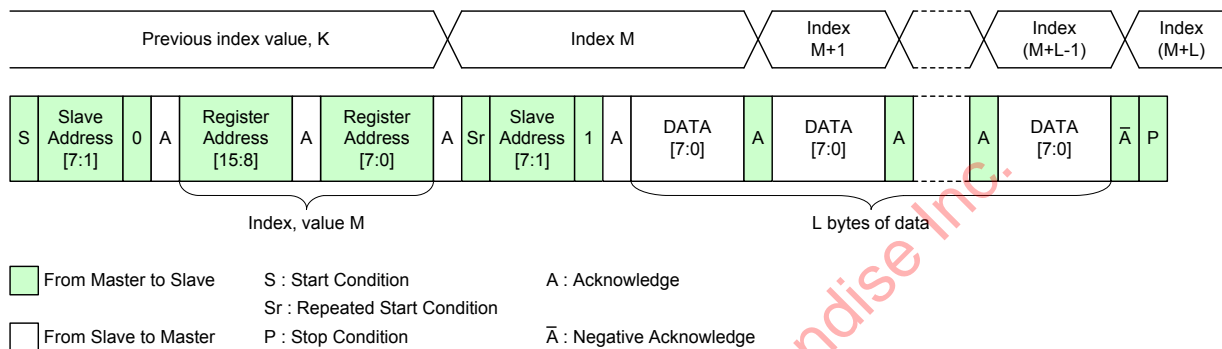 Previous index value, K
Index M
Index
M+1
Index
(M+L-1)
Index
(M+L)
S
Slave
Address
[7:1]
0
A
Register
Address
[15:8]
A
Register
Address
[7:0]
A
Sr
Slave
Address
[7:1]
1
A
DATA
[7:0]
A
DATA
[7:0]
A
A
DATA
[7:0]
A̅
P
Index, value M
L bytes of data
From Master to Slave
S : Start Condition
A : Acknowledge
Sr : Repeated Start Condition
From Slave to Master
P : Stop Condition
A̅ : Negative Acknowledge
ndise Inc.